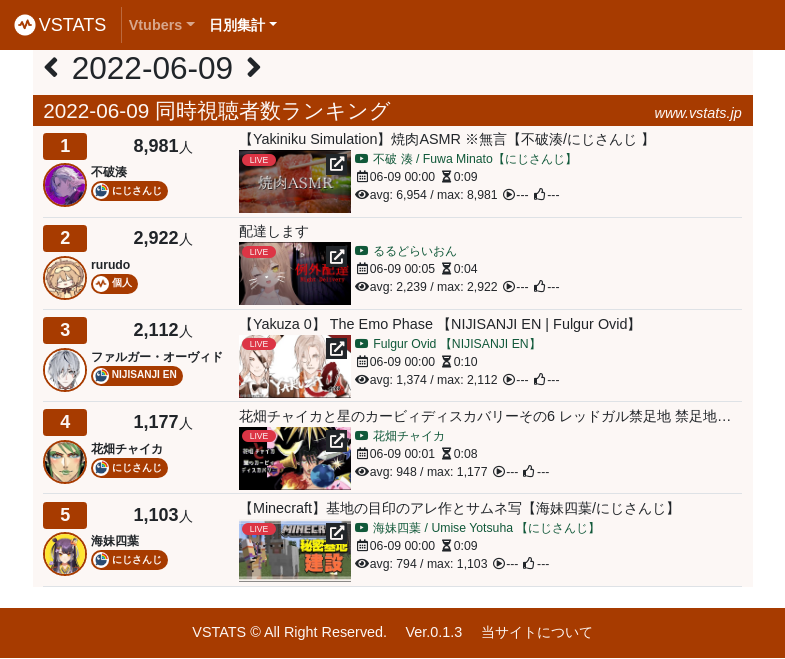 VSTATS Vtubers 日別集計
2022-06-09
2022-06-09 同時視聴者数ランキング www.vstats.jp
1 8,981人
不破湊
にじさんじ
【Yakiniku Simulation】焼肉ASMR ※無言【不破湊/にじさんじ 】
LIVE
焼肉ASMR
不破 湊 / Fuwa Minato【にじさんじ】
06-09 00:00 0:09
avg: 6,954 / max: 8,981 --- ---
2 2,922人
rurudo
個人
配達します
LIVE
例外配達
るるどらいおん
06-09 00:05 0:04
avg: 2,239 / max: 2,922 --- ---
3 2,112人
ファルガー・オーヴィド
NIJISANJI EN
【Yakuza 0】 The Emo Phase 【NIJISANJI EN | Fulgur Ovid】
LIVE
YAKUZA 0
Fulgur Ovid 【NIJISANJI EN】
06-09 00:00 0:10
avg: 1,374 / max: 2,112 --- ---
4 1,177人
花畑チャイカ
にじさんじ
花畑チャイカと星のカービィディスカバリーその6 レッドガル禁足地 禁足地…
LIVE
花畑チャイカ
06-09 00:01 0:08
avg: 948 / max: 1,177 --- ---
5 1,103人
海妹四葉
にじさんじ
【Minecraft】基地の目印のアレ作とサムネ写【海妹四葉/にじさんじ】
LIVE
MINECRAFT
秘密基地
建設
海妹四葉 / Umise Yotsuha 【にじさんじ】
06-09 00:00 0:09
avg: 794 / max: 1,103 --- ---
VSTATS © All Right Reserved. Ver.0.1.3 当サイトについて